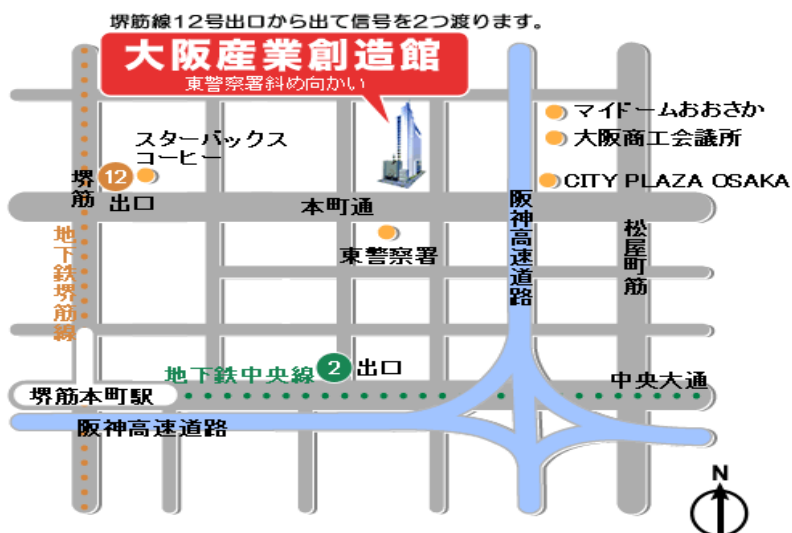 堺筋線12号出口から出て信号を2つ渡ります。
大阪産業創造館
東警察署斜め向かい
マイドームおおさか
大阪商工会議所
CITY PLAZA OSAKA
スターバックス
コーヒー
堺筋
12
出口
本町通
阪神高速道路
松屋町筋
東警察署
地下鉄堺筋線
地下鉄中央線
2
出口
中央大通
堺筋本町駅
阪神高速道路
N